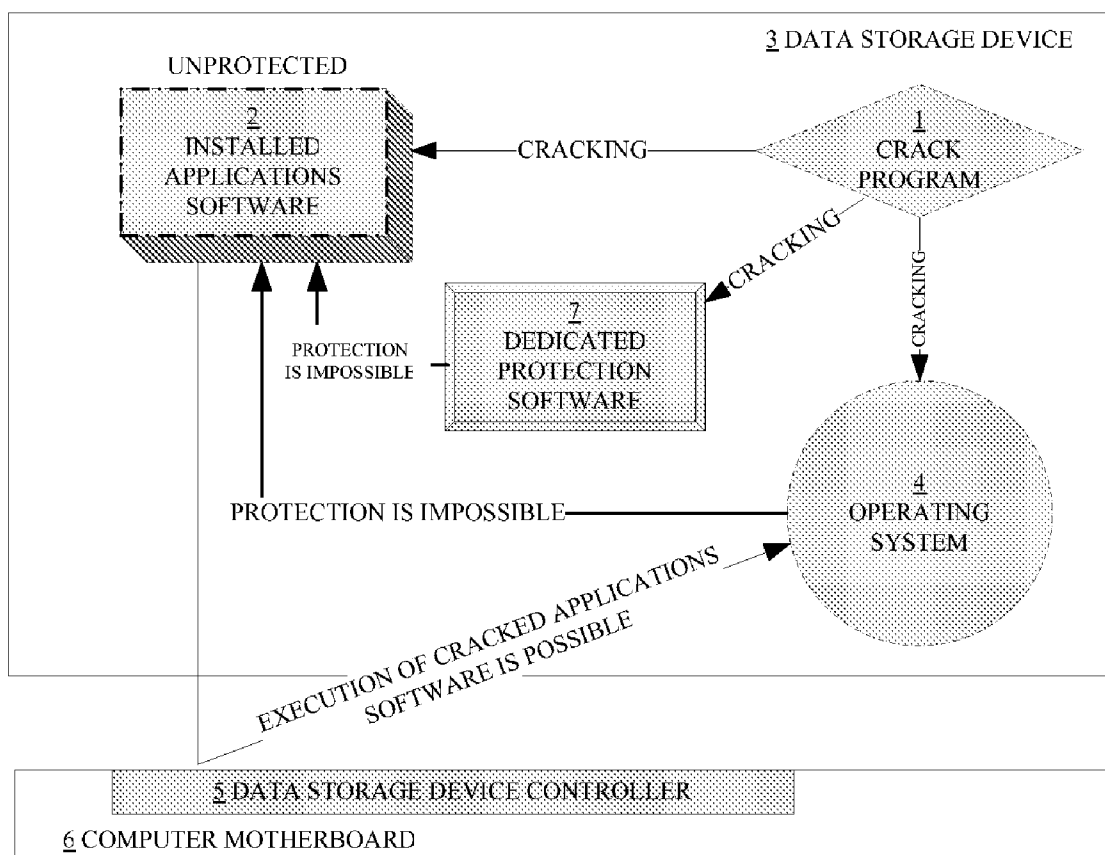 3 DATA STORAGE DEVICE
UNPROTECTED
2
INSTALLED
APPLICATIONS
SOFTWARE
CRACKING
1
CRACK
PROGRAM
CRACKING
CRACKING
7
DEDICATED
PROTECTION
SOFTWARE
PROTECTION
IS IMPOSSIBLE
PROTECTION IS IMPOSSIBLE
4
OPERATING
SYSTEM
EXECUTION OF CRACKED APPLICATIONS
SOFTWARE IS POSSIBLE
5 DATA STORAGE DEVICE CONTROLLER
6 COMPUTER MOTHERBOARD